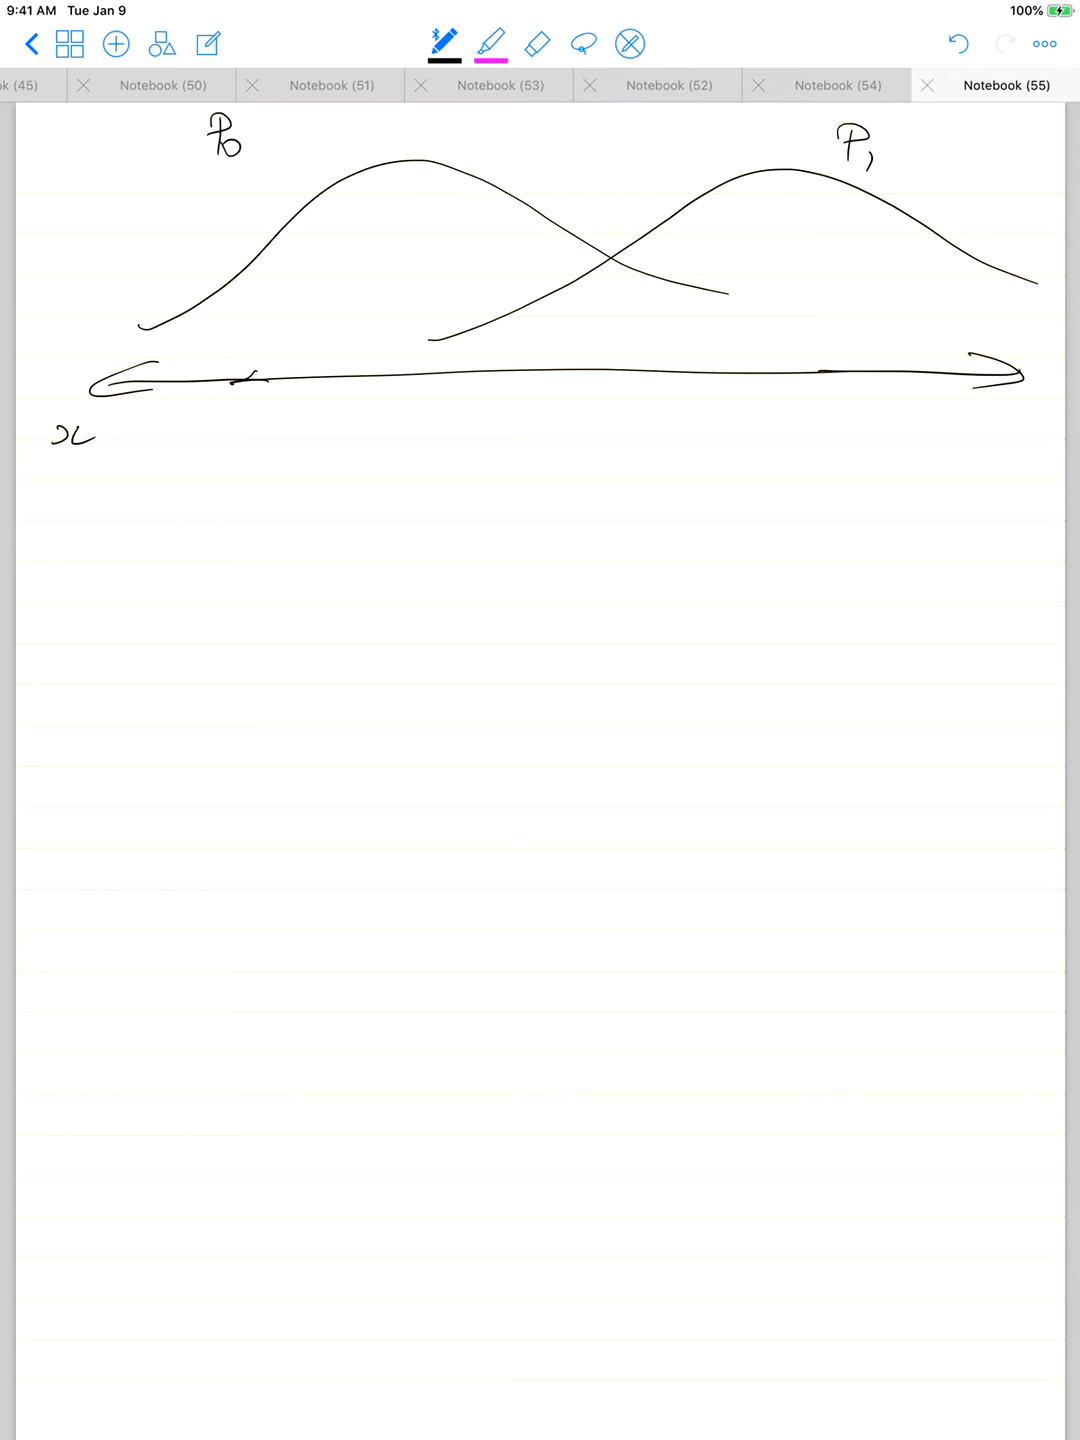 9:41 AM Tue Jan 9 100%
k (45) Notebook (50) Notebook (51) Notebook (53) Notebook (52) Notebook (54) Notebook (55)
P0 P1
x